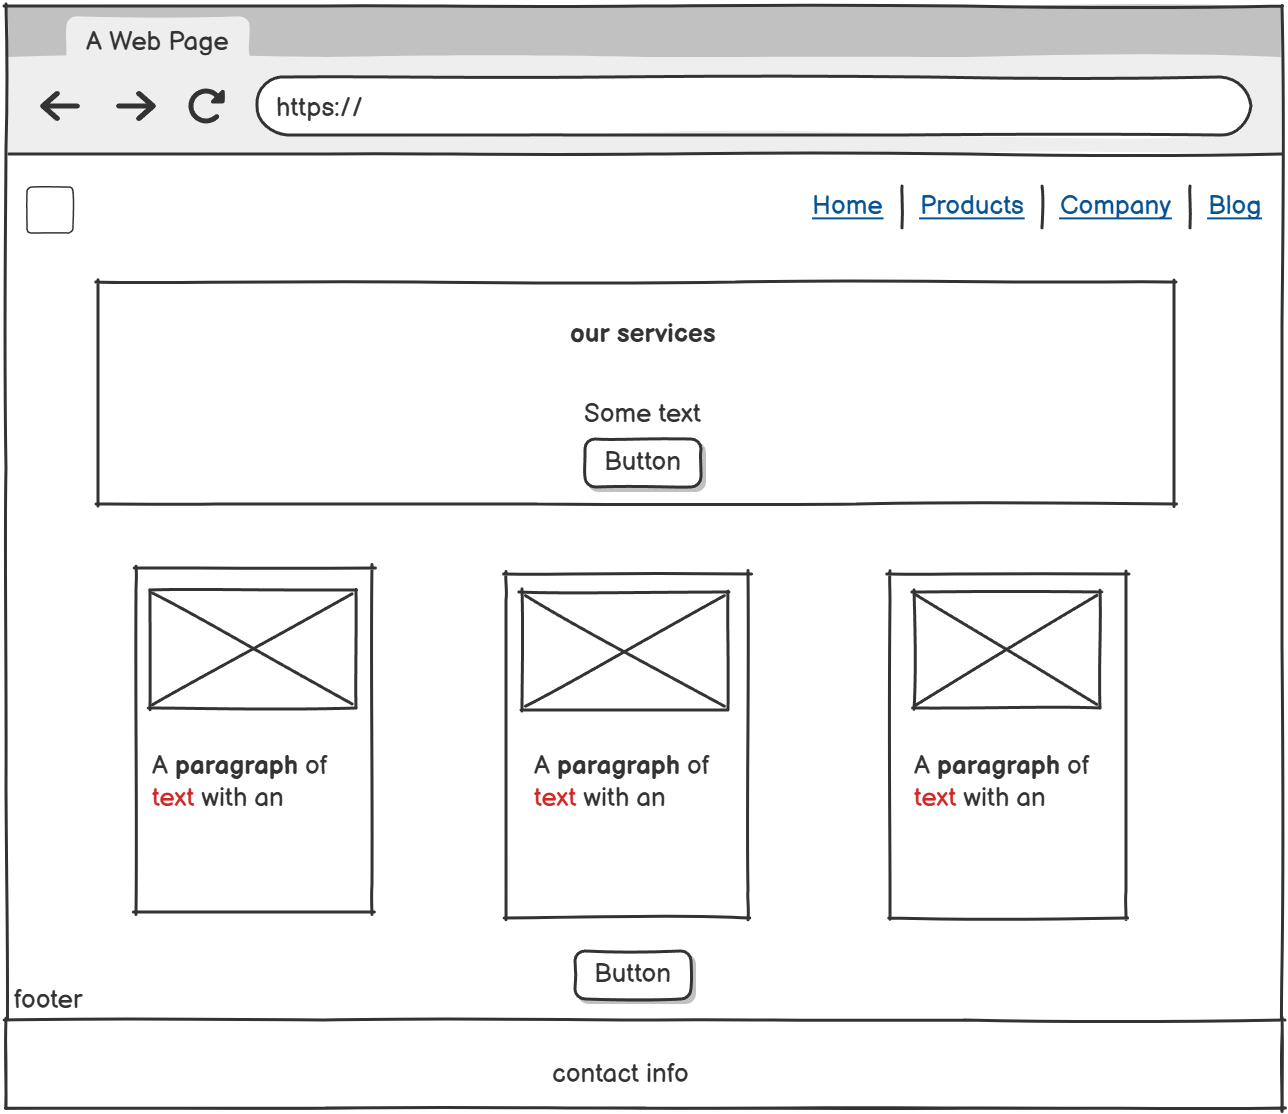 A Web Page
https://
Home
Products
Company
Blog
our services
Some text
Button
A paragraph of
text with an
A paragraph of
text with an
A paragraph of
text with an
Button
footer
contact info